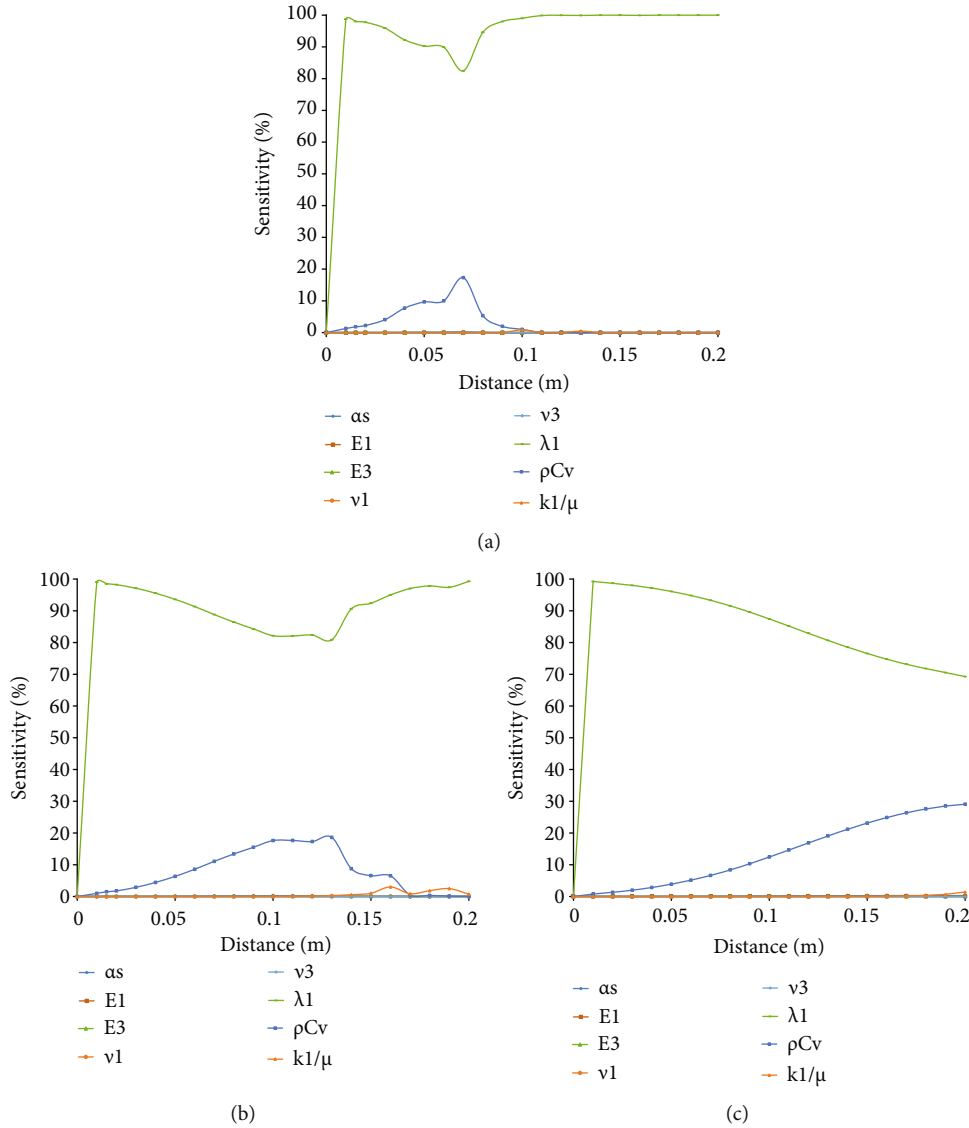 100
90
80
70
60
50
40
30
20
10
0
Sensitivity (%)
0 0.05 0.1 0.15 0.2
Distance (m)
αs ν3
E1 λ1
E3 ρCv
ν1 k1/μ
(a)
100
90
80
70
60
50
40
30
20
10
0
Sensitivity (%)
0 0.05 0.1 0.15 0.2
Distance (m)
αs ν3
E1 λ1
E3 ρCv
ν1 k1/μ
(b)
100
90
80
70
60
50
40
30
20
10
0
Sensitivity (%)
0 0.05 0.1 0.15 0.2
Distance (m)
αs ν3
E1 λ1
E3 ρCv
ν1 k1/μ
(c)